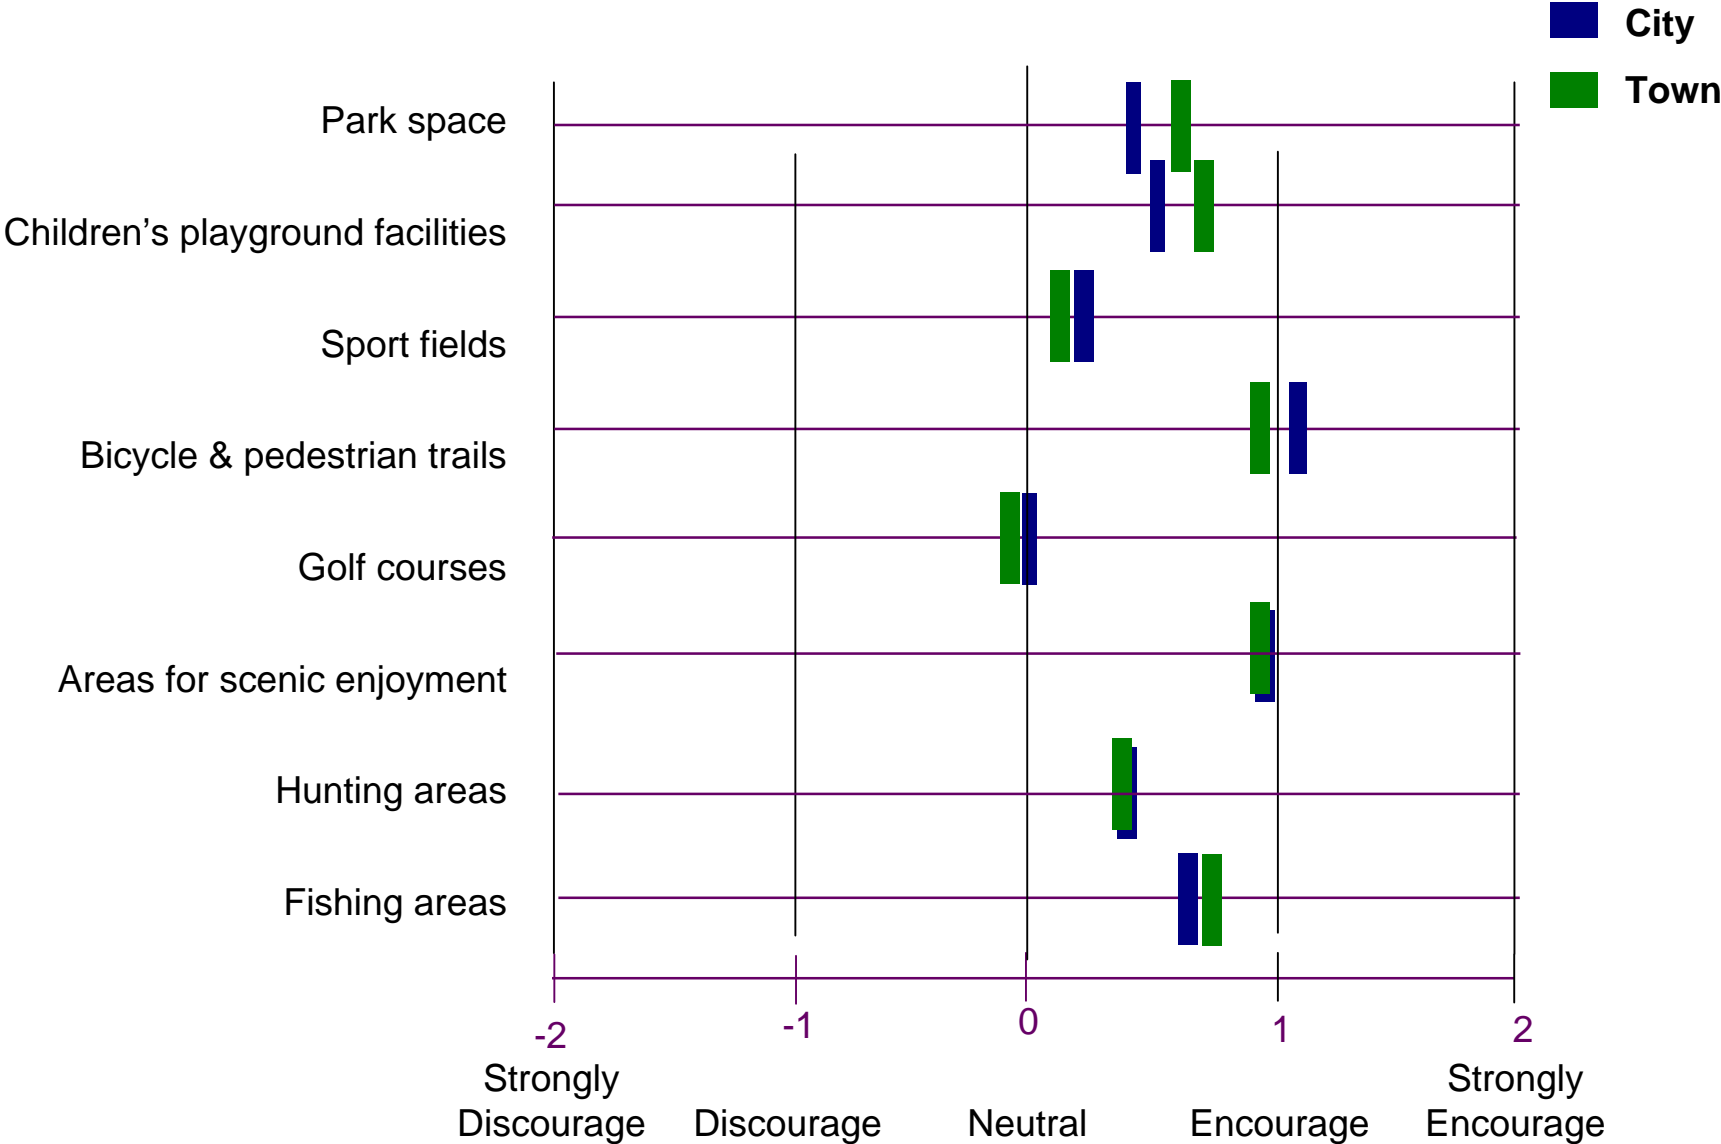 City
Town
Park space
Children’s playground facilities
Sport fields
Bicycle & pedestrian trails
Golf courses
Areas for scenic enjoyment
Hunting areas
Fishing areas
-2 -1 0 1 2
Strongly Strongly
Discourage Discourage Neutral Encourage Encourage